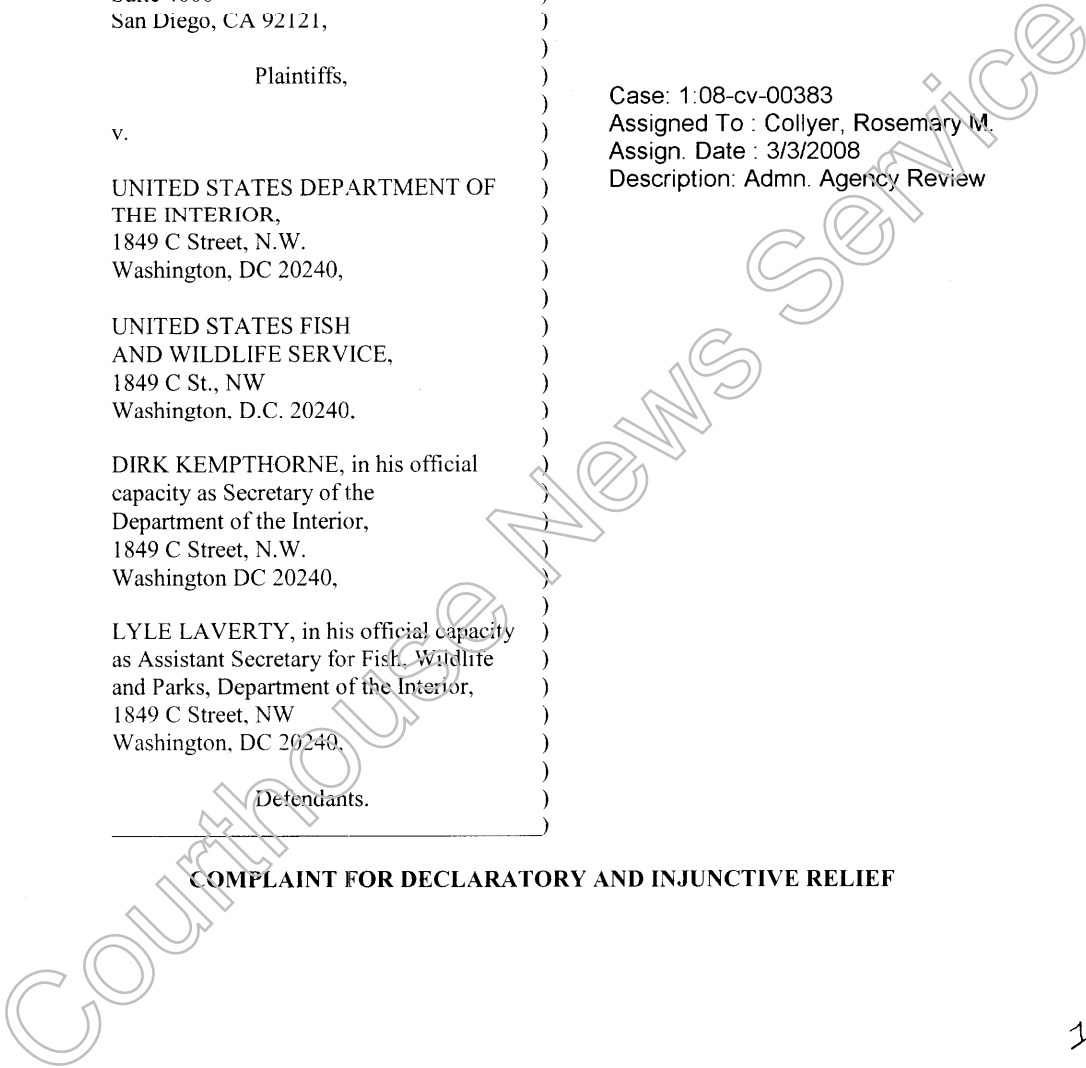 San Diego, CA 92121,
Plaintiffs,
v.
UNITED STATES DEPARTMENT OF
THE INTERIOR,
1849 C Street, N.W.
Washington, DC 20240,
UNITED STATES FISH
AND WILDLIFE SERVICE,
1849 C St., NW
Washington, D.C. 20240,
DIRK KEMPTHORNE, in his official
capacity as Secretary of the
Department of the Interior,
1849 C Street, N.W.
Washington DC 20240,
LYLE LAVERTY, in his official capacity
as Assistant Secretary for Fish, Wildlife
and Parks, Department of the Interior,
1849 C Street, NW
Washington, DC 20240,
Defendants.
Case: 1:08-cv-00383
Assigned To : Collyer, Rosemary M.
Assign. Date : 3/3/2008
Description: Admn. Agency Review
COMPLAINT FOR DECLARATORY AND INJUNCTIVE RELIEF
1
Courthouse News Service